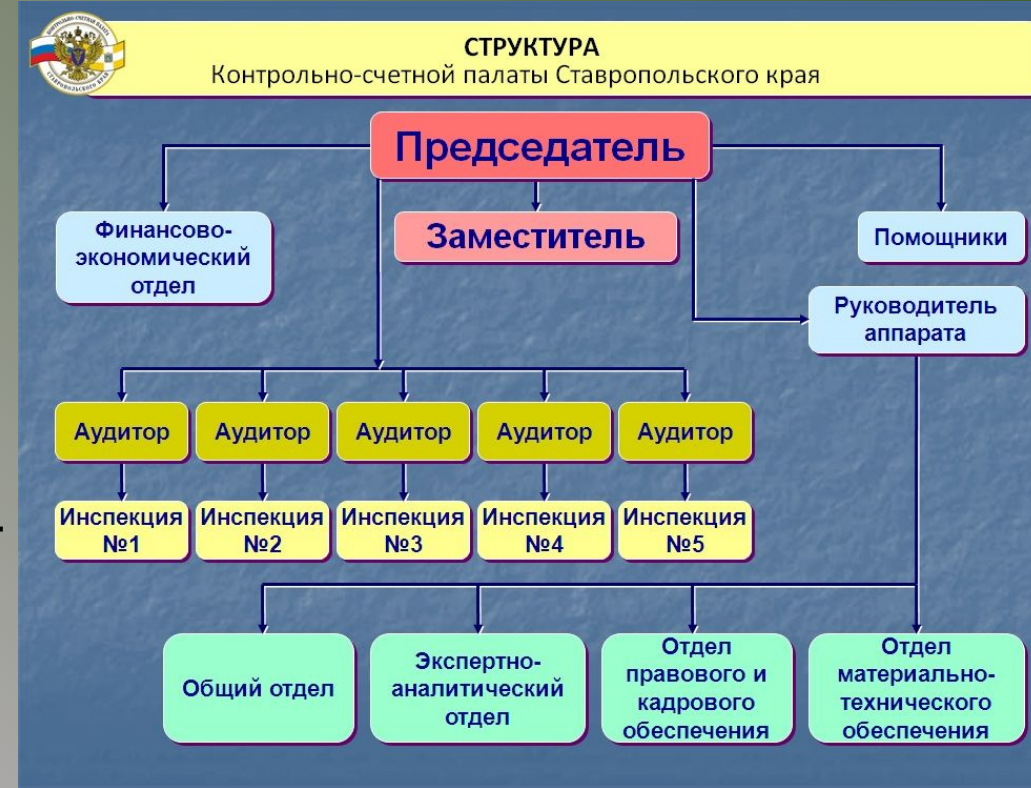 СТРУКТУРА
Контрольно-счетной палаты Ставропольского края
Председатель
Финансово-
экономический
отдел
Заместитель
Помощники
Руководитель
аппарата
Аудитор
Аудитор
Аудитор
Аудитор
Аудитор
Инспекция
№1
Инспекция
№2
Инспекция
№3
Инспекция
№4
Инспекция
№5
Общий отдел
Экспертно-
аналитический
отдел
Отдел
правового и
кадрового
обеспечения
Отдел
материально-
технического
обеспечения